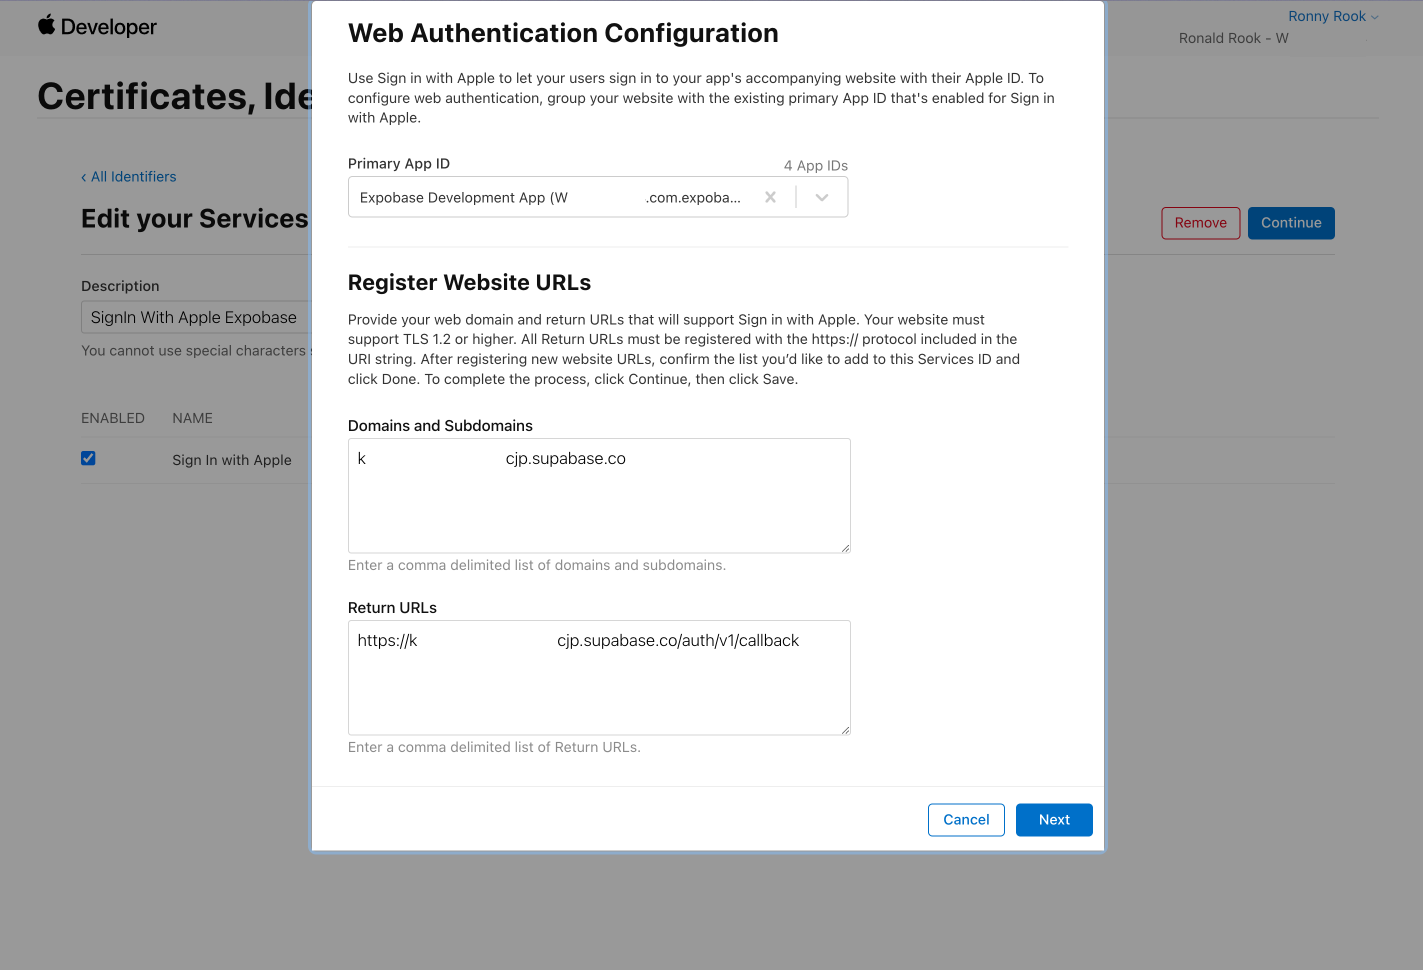 Developer
Ronny Rook
Ronald Rook - W
Certificates, Ide
‹ All Identifiers
Edit your Services
Remove
Continue
Description
SignIn With Apple Expobase
You cannot use special characters s
ENABLED NAME
Sign In with Apple
Web Authentication Configuration
Use Sign in with Apple to let your users sign in to your app's accompanying website with their Apple ID. To
configure web authentication, group your website with the existing primary App ID that's enabled for Sign in
with Apple.
Primary App ID
4 App IDs
Expobase Development App (W .com.expoba...
Register Website URLs
Provide your web domain and return URLs that will support Sign in with Apple. Your website must
support TLS 1.2 or higher. All Return URLs must be registered with the https:// protocol included in the
URI string. After registering new website URLs, confirm the list you’d like to add to this Services ID and
click Done. To complete the process, click Continue, then click Save.
Domains and Subdomains
k cjp.supabase.co
Enter a comma delimited list of domains and subdomains.
Return URLs
https://k cjp.supabase.co/auth/v1/callback
Enter a comma delimited list of Return URLs.
Cancel
Next